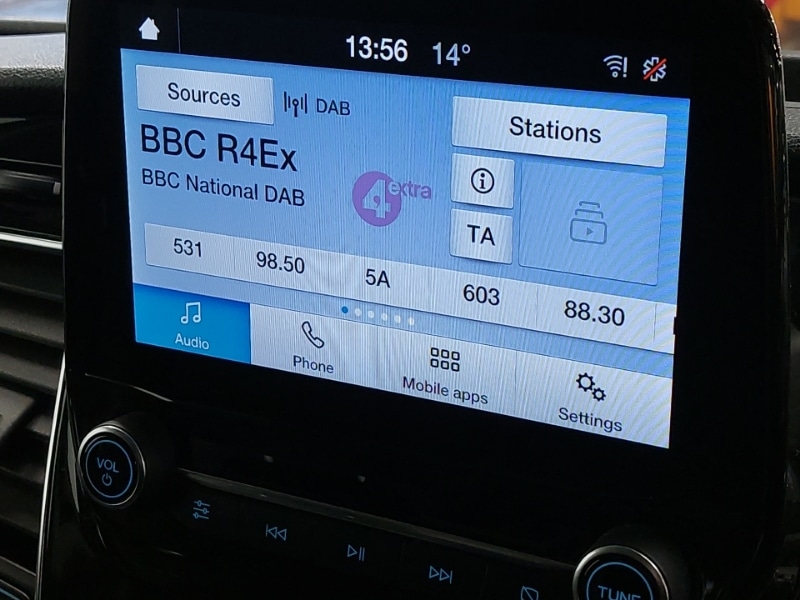 13:56 14°
Sources
DAB
Stations
BBC R4Ex
BBC National DAB
4 extra
TA
531
98.50
5A
603
88.30
Audio
Phone
Mobile apps
Settings
VOL
TUNE